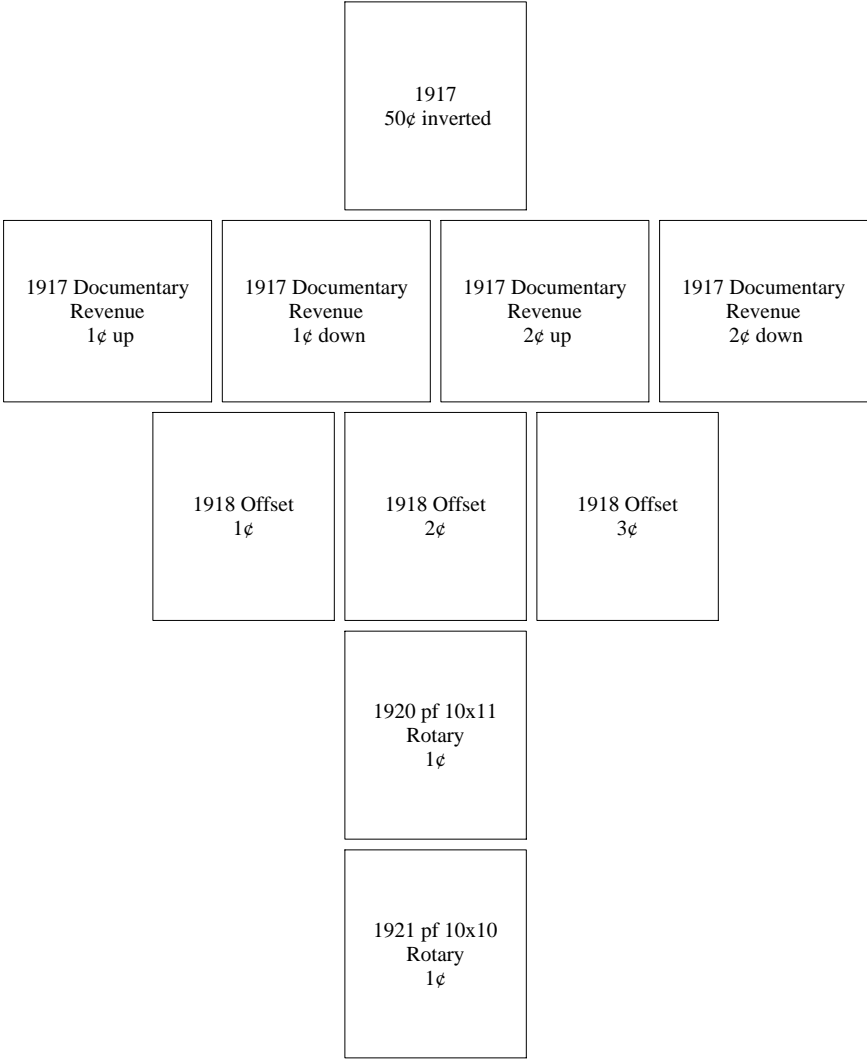 1917
50¢ inverted
1917 Documentary
Revenue
1¢ up
1917 Documentary
Revenue
1¢ down
1917 Documentary
Revenue
2¢ up
1917 Documentary
Revenue
2¢ down
1918 Offset
1¢
1918 Offset
2¢
1918 Offset
3¢
1920 pf 10x11
Rotary
1¢
1921 pf 10x10
Rotary
1¢